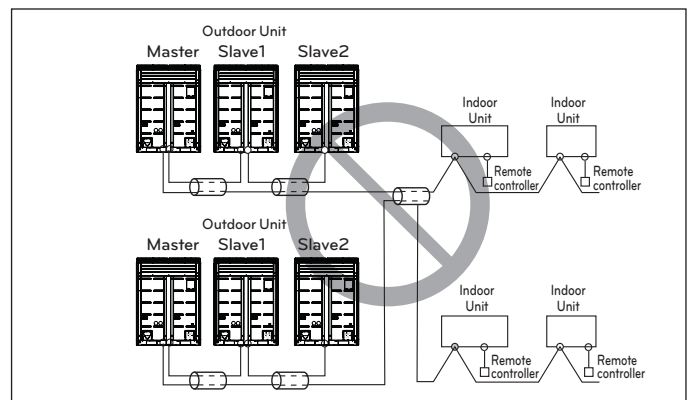 Outdoor Unit
Master Slave1 Slave2
Indoor
Unit
Indoor
Unit
Remote
controller
Remote
controller
Outdoor Unit
Master Slave1 Slave2
Indoor
Unit
Indoor
Unit
Remote
controller
Remote
controller